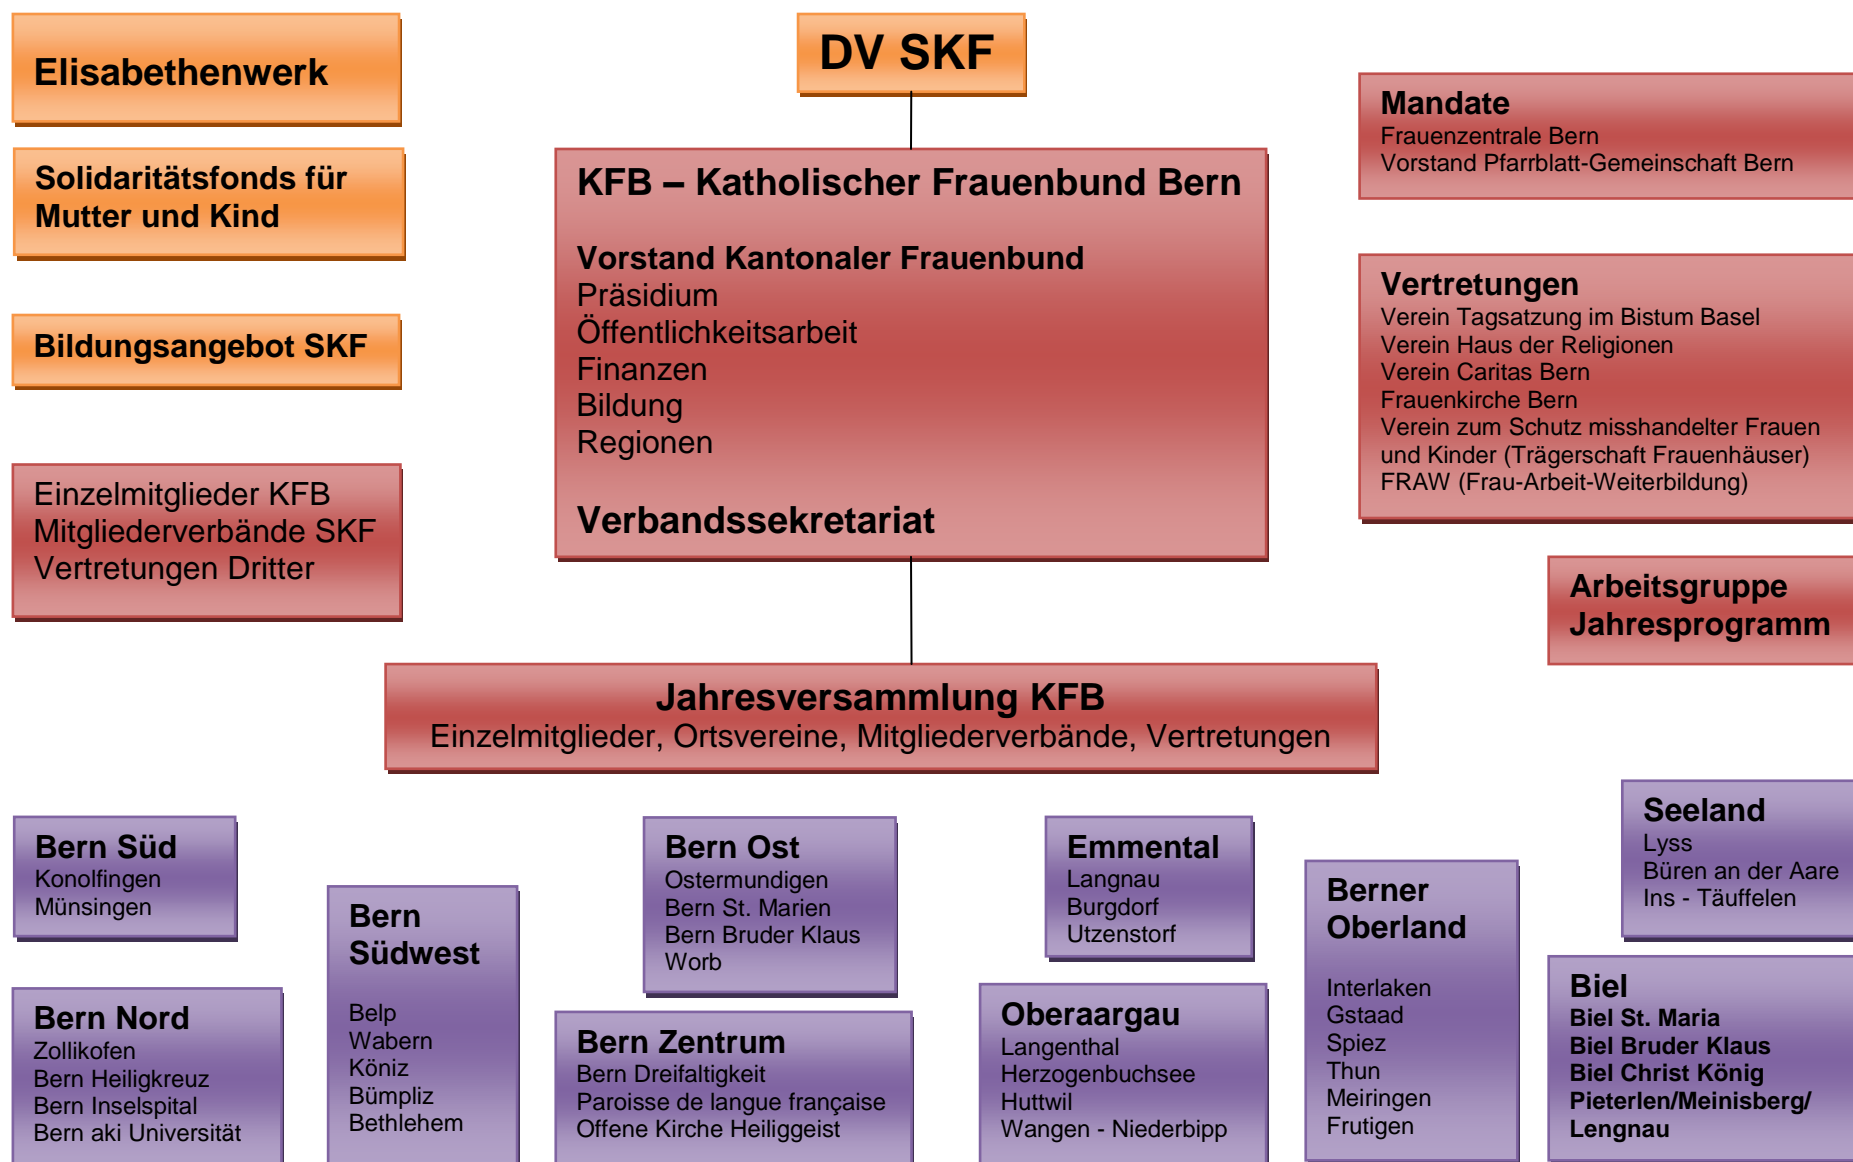 Elisabethenwerk
DV SKF
Mandate
Frauenzentrale Bern
Vorstand Pfarrblatt-Gemeinschaft Bern
Solidaritätsfonds für
Mutter und Kind
KFB – Katholischer Frauenbund Bern
Vorstand Kantonaler Frauenbund
Präsidium
Öffentlichkeitsarbeit
Finanzen
Bildung
Regionen
Verbandssekretariat
Vertretungen
Verein Tagsatzung im Bistum Basel
Verein Haus der Religionen
Verein Caritas Bern
Frauenkirche Bern
Verein zum Schutz misshandelter Frauen
und Kinder (Trägerschaft Frauenhäuser)
FRAW (Frau-Arbeit-Weiterbildung)
Bildungsangebot SKF
Einzelmitglieder KFB
Mitgliederverbände SKF
Vertretungen Dritter
Arbeitsgruppe
Jahresprogramm
Jahresversammlung KFB
Einzelmitglieder, Ortsvereine, Mitgliederverbände, Vertretungen
Bern Süd
Konolfingen
Münsingen
Bern
Südwest
Belp
Wabern
Köniz
Bümpliz
Bethlehem
Bern Ost
Ostermundigen
Bern St. Marien
Bern Bruder Klaus
Worb
Emmental
Langnau
Burgdorf
Utzenstorf
Berner
Oberland
Interlaken
Gstaad
Spiez
Thun
Meiringen
Frutigen
Seeland
Lyss
Büren an der Aare
Ins - Täuffelen
Bern Nord
Zollikofen
Bern Heiligkreuz
Bern Inselspital
Bern aki Universität
Bern Zentrum
Bern Dreifaltigkeit
Paroisse de langue française
Offene Kirche Heiliggeist
Oberaargau
Langenthal
Herzogenbuchsee
Huttwil
Wangen - Niederbipp
Biel
Biel St. Maria
Biel Bruder Klaus
Biel Christ König
Pieterlen/Meinisberg/
Lengnau